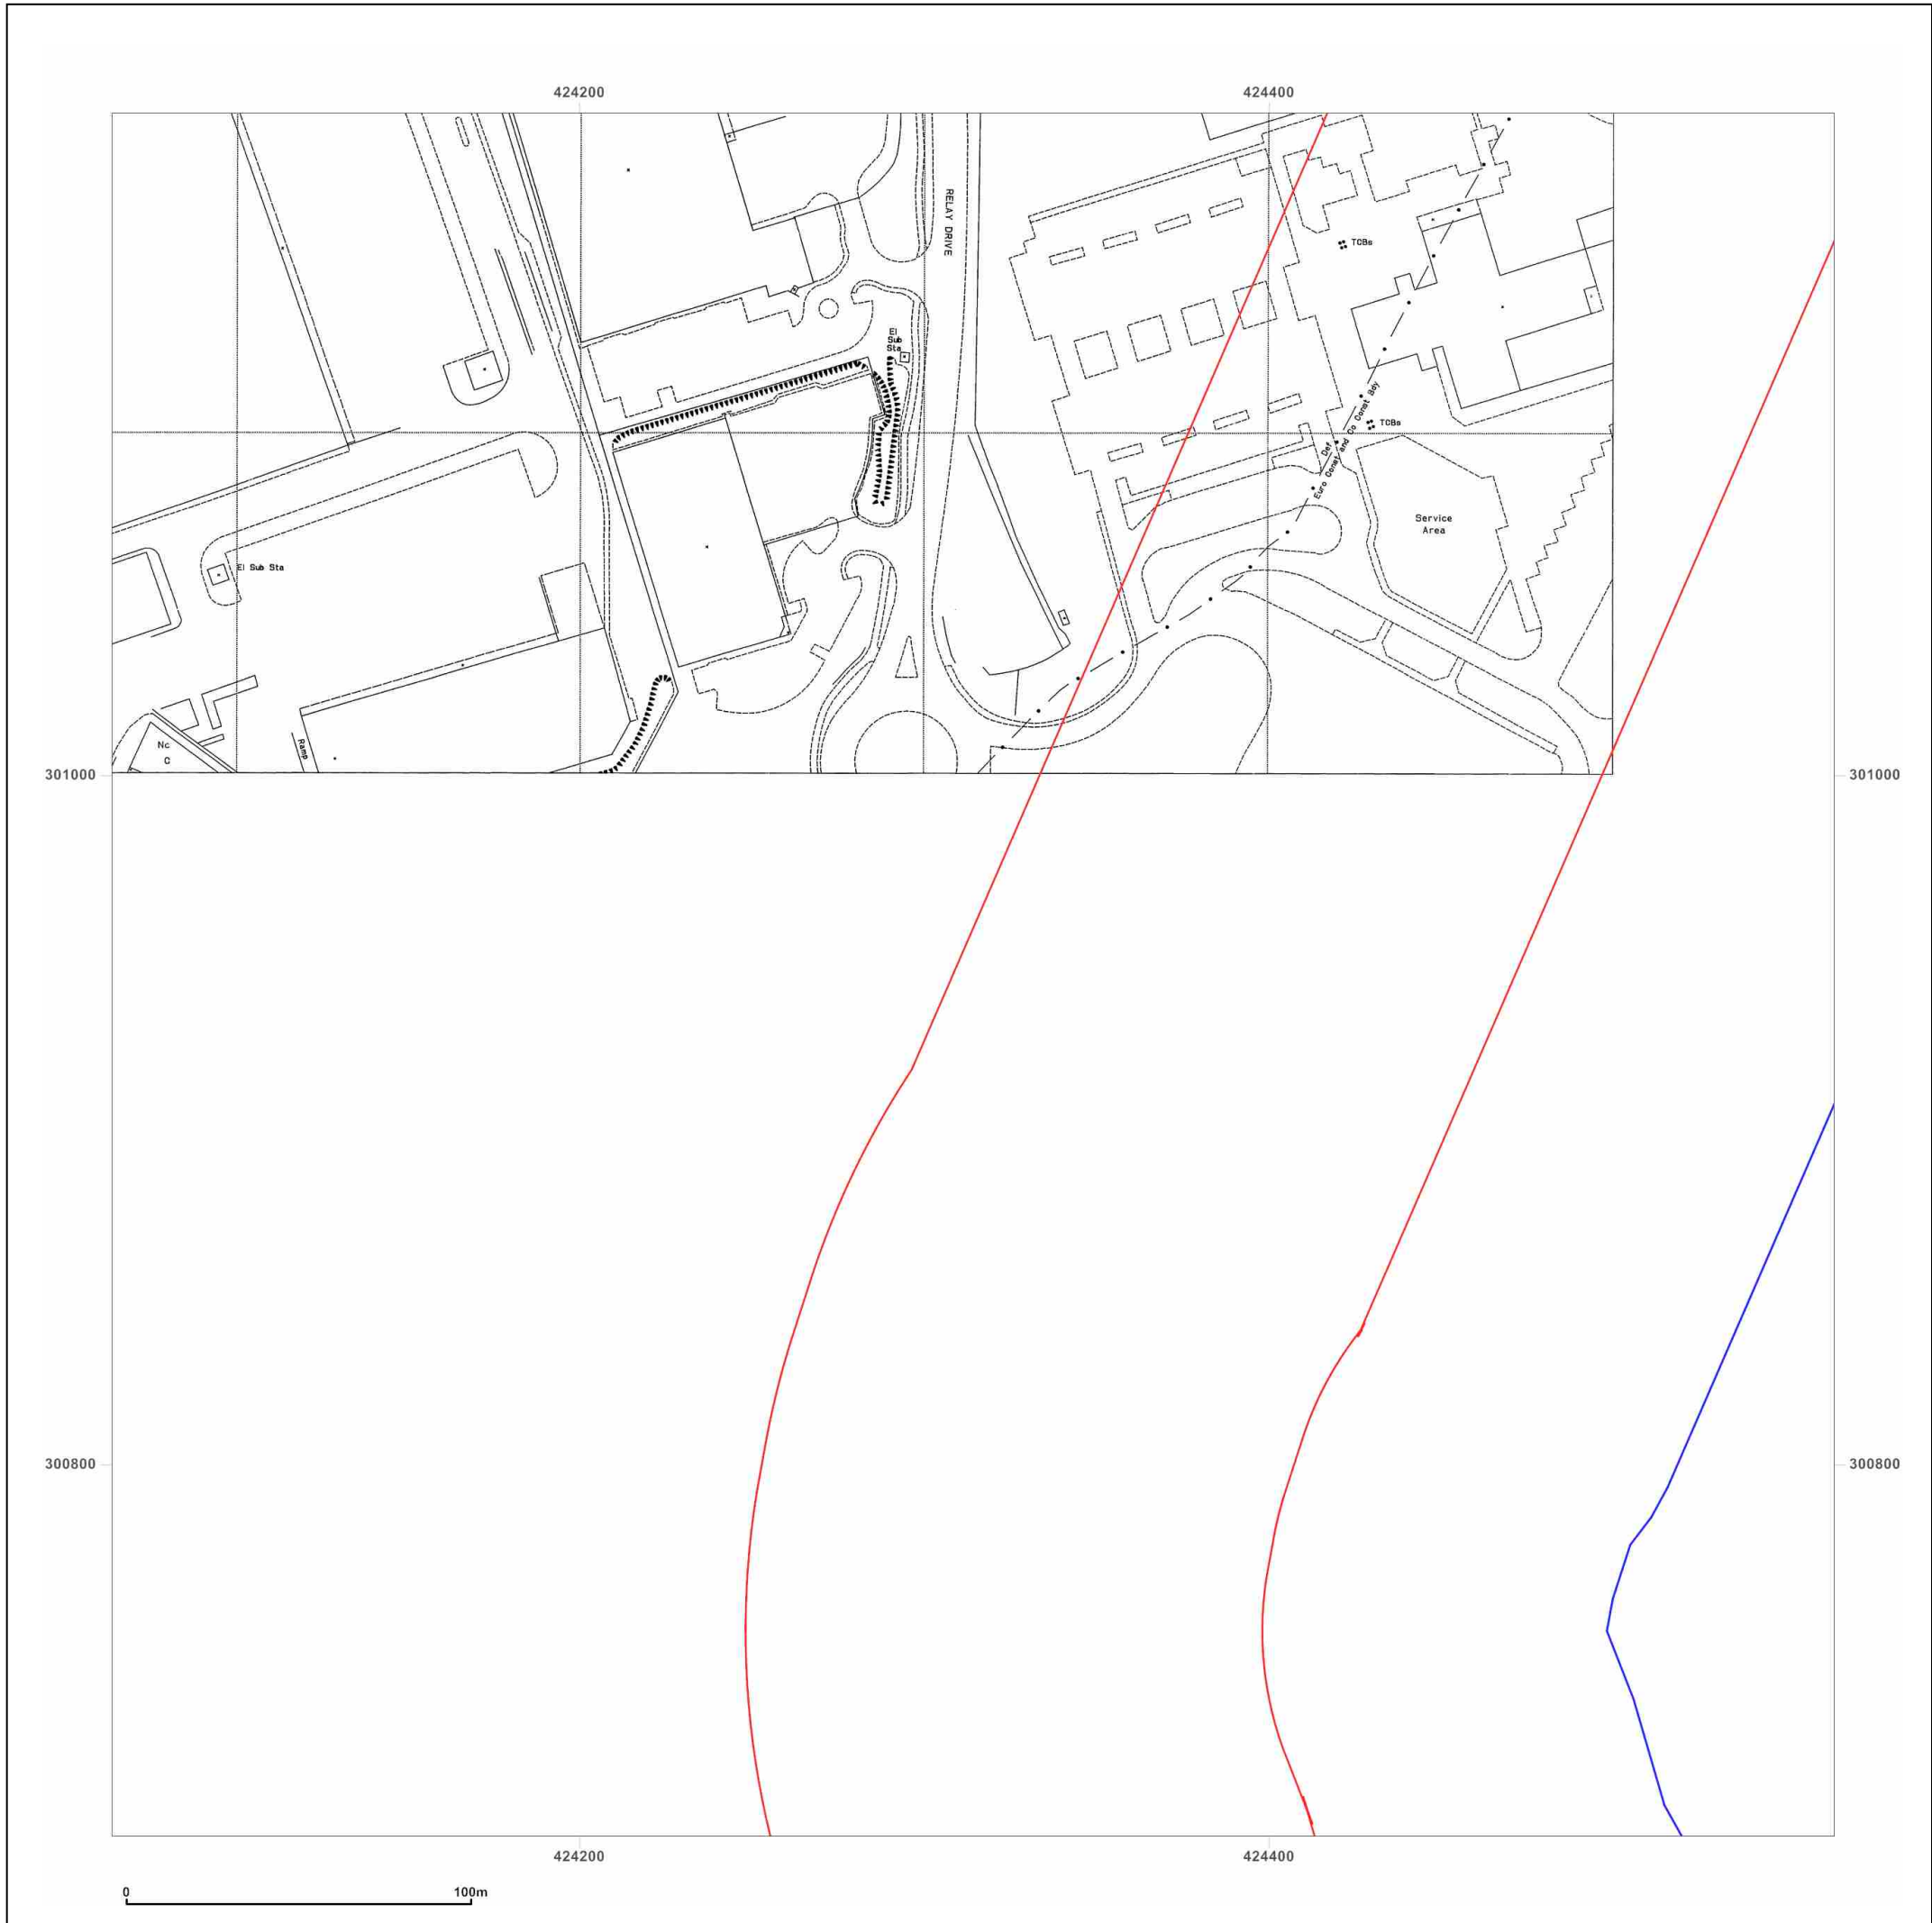 424200
424400
RELAY DRIVE
TCBs
El
Sub
Sta
Def
Euro Const and Co Const Bdy
TCBs
Service
Area
El Sub Sta
Nc
C
Ramp
301000
301000
300800
300800
424200
424400
0
100m